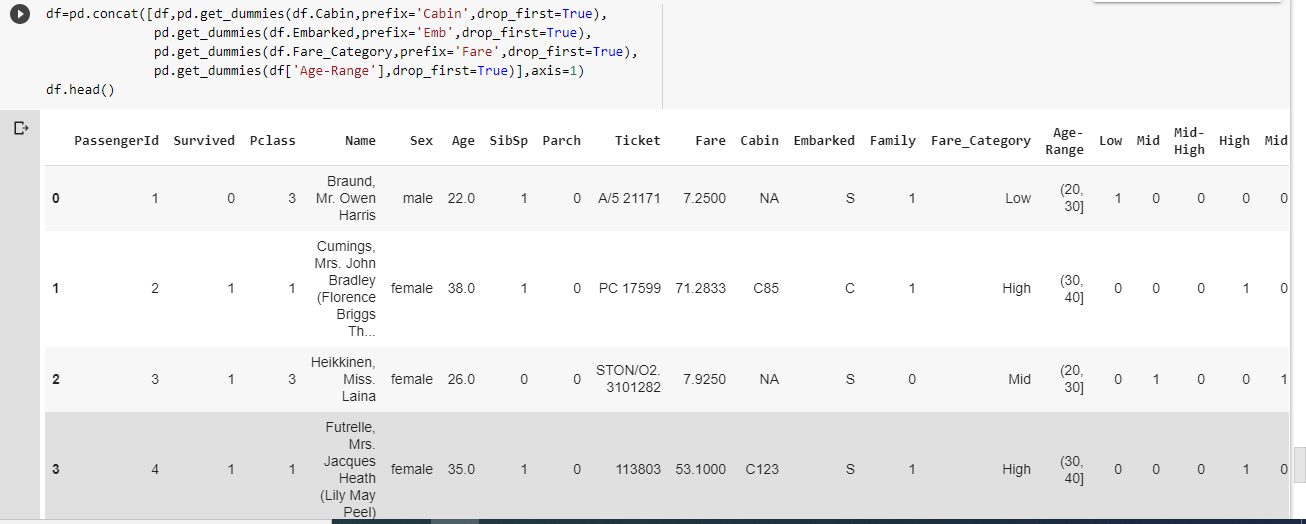 df=pd.concat([df,pd.get_dummies(df.Cabin,prefix='Cabin',drop_first=True),
pd.get_dummies(df.Embarked,prefix='Emb',drop_first=True),
pd.get_dummies(df.Fare_Category,prefix='Fare',drop_first=True),
pd.get_dummies(df['Age-Range'],drop_first=True)],axis=1)
df.head()
PassengerId Survived Pclass Name Sex Age SibSp Parch Ticket Fare Cabin Embarked Family Fare_Category Age-Range Low Mid Mid-High High Mid
0 1 0 3 Braund, Mr. Owen Harris male 22.0 1 0 A/5 21171 7.2500 NA S 1 Low (20, 30] 1 0 0 0 0
1 2 1 1 Cumings, Mrs. John Bradley (Florence Briggs Th... female 38.0 1 0 PC 17599 71.2833 C85 C 1 High (30, 40] 0 0 0 1 0
2 3 1 3 Heikkinen, Miss. Laina female 26.0 0 0 STON/O2. 3101282 7.9250 NA S 0 Mid (20, 30] 0 1 0 0 1
3 4 1 1 Futrelle, Mrs. Jacques Heath (Lily May Peel) female 35.0 1 0 113803 53.1000 C123 S 1 High (30, 40] 0 0 0 1 0